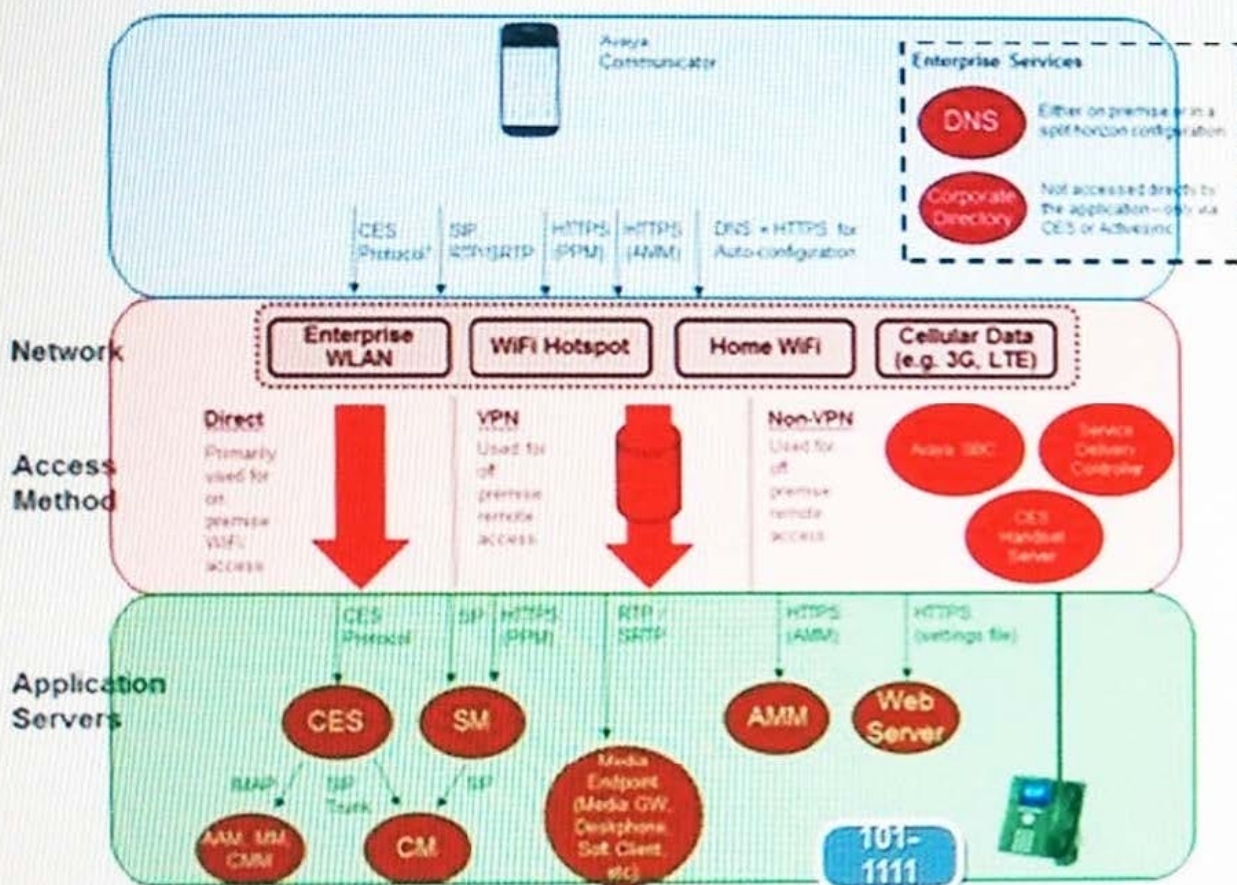 Avaya
Communicator
Enterprise Services
DNS
Either on premise or in a
split horizon configuration
Corporate
Directory
Not accessed directly by
the application – only via
CES or Activesync
CES
Protocol*
SIP
RTP/SRTP
HTTPS
(PPM)
HTTPS
(AMM)
DNS + HTTPS for
Auto-configuration
Network
Enterprise
WLAN
WiFi Hotspot
Home WiFi
Cellular Data
(e.g. 3G, LTE)
Access
Method
Direct
Primarily
used for
on
premise
WiFi
access
VPN
Used for
off
premise
remote
access
Non-VPN
Used for
off
premise
remote
access
Avaya SBC
Service
Delivery
Controller
CES
Handset
Server
Application
Servers
CES
Protocol
SIP
HTTPS
(PPM)
RTP /
SRTP
HTTPS
(AMM)
HTTPS
(settings file)
CES
SM
AMM
Web
Server
IMAP
SIP
Trunk
SIP
AAM, MM,
CMM
CM
Media
Endpoint
(Media GW,
Deskphone,
Soft Client,
etc)
101-
1111